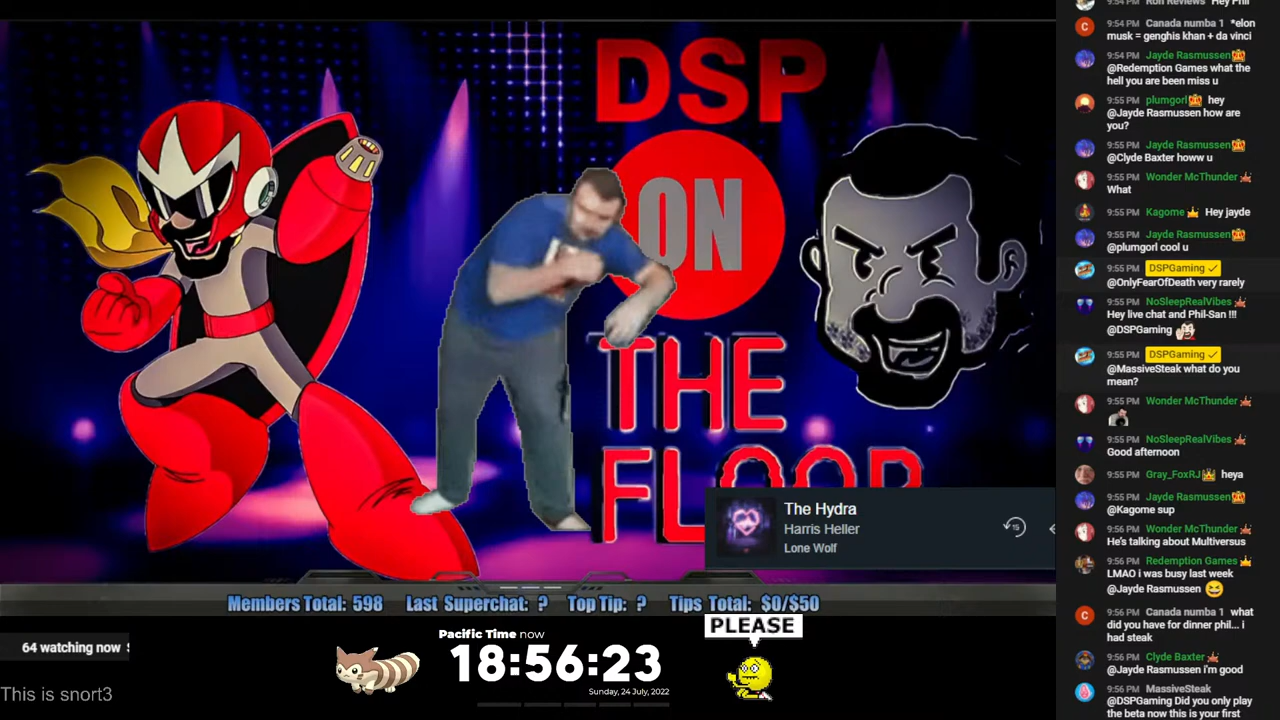 DSP
ON
THE
FLOOR
The Hydra
Harris Heller
Lone Wolf
15
Members Total: 598 Last Superchat: ? Top Tip: ? Tips Total: $0/$50
PLEASE
64 watching now
Pacific Time now
18:56:23
Sunday, 24 July, 2022
This is snort3
9:54 PM Ron Reviews Hey Phil
C 9:54 PM Canada numba 1 *elon
musk = genghis khan + da vinci
9:54 PM Jayde Rasmussen
@Redemption Games what the
hell you are been miss u
9:55 PM plumgorl hey
@Jayde Rasmussen how are
you?
9:55 PM Jayde Rasmussen
@Clyde Baxter howw u
9:55 PM Wonder McThunder
What
9:55 PM Kagome Hey jayde
9:55 PM Jayde Rasmussen
@plumgorl cool u
9:55 PM DSPGaming
@OnlyFearOfDeath very rarely
9:55 PM NoSleepRealVibes
Hey live chat and Phil-San !!!
@DSPGaming
9:55 PM DSPGaming
@MassiveSteak what do you
mean?
9:55 PM Wonder McThunder
9:55 PM NoSleepRealVibes
Good afternoon
9:55 PM Gray_FoxRJ heya
9:55 PM Jayde Rasmussen
@Kagome sup
9:56 PM Wonder McThunder
He's talking about Multiversus
9:56 PM Redemption Games
LMAO i was busy last week
@Jayde Rasmussen
C 9:56 PM Canada numba 1 what
did you have for dinner phil... i
had steak
9:56 PM Clyde Baxter
@Jayde Rasmussen i'm good
9:56 PM MassiveSteak
@DSPGaming Did you only play
the beta now this is your first